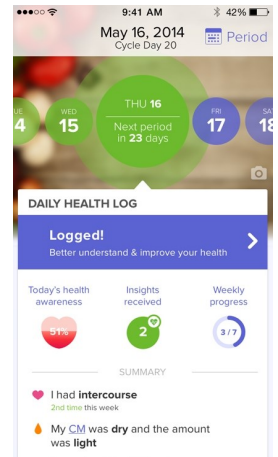 9:41 AM
42%
May 16, 2014
Cycle Day 20
Period
UE
4
WED
15
THU 16
Next period
in 23 days
FRI
17
SA
18
DAILY HEALTH LOG
Logged!
Better understand & improve your health
Today's health
awareness
51%
Insights
received
2
Weekly
progress
3 / 7
SUMMARY
I had intercourse
2nd time this week
My CM was dry and the amount
was light